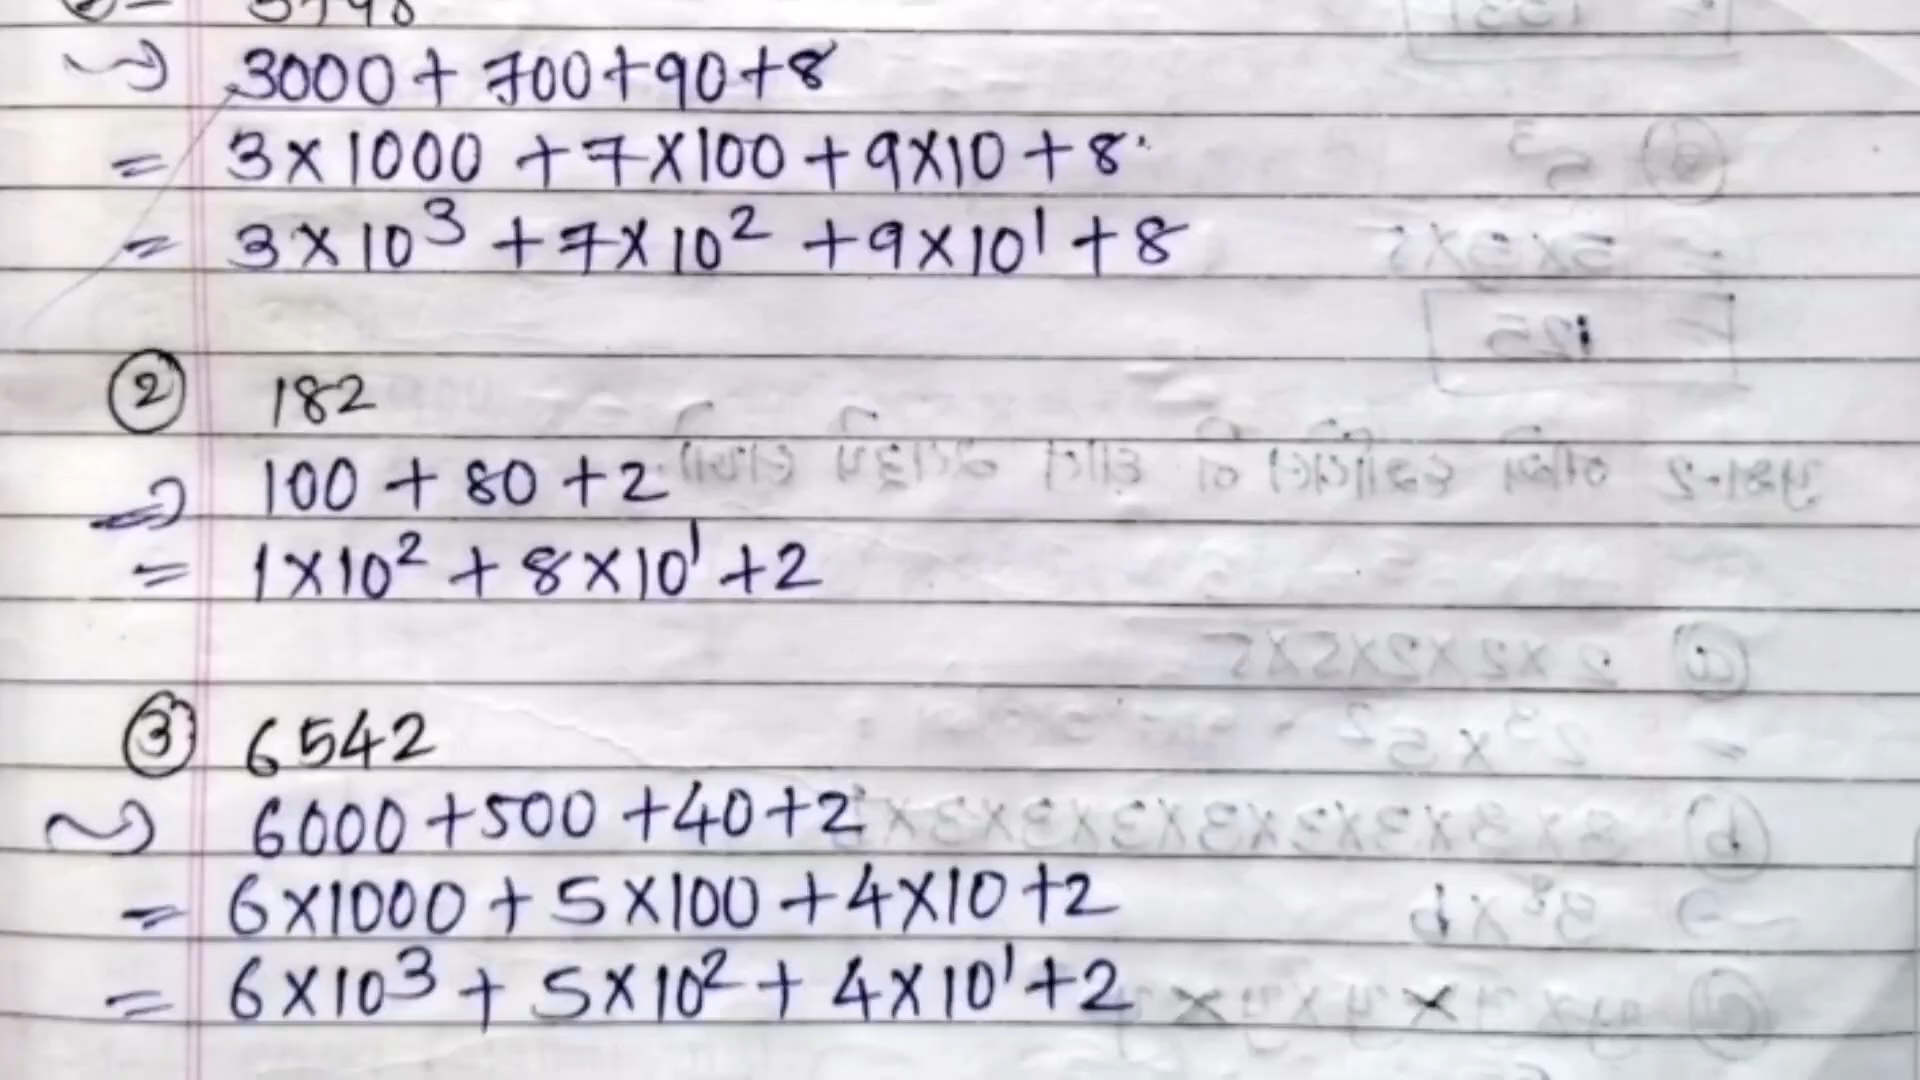 3798
→ 3000 + 700 + 90 + 8
= 3 × 1000 + 7 × 100 + 9 × 10 + 8
= 3 × 10³ + 7 × 10² + 9 × 10¹ + 8
② 182
→ 100 + 80 + 2
= 1 × 10² + 8 × 10¹ + 2
③ 6542
→ 6000 + 500 + 40 + 2
= 6 × 1000 + 5 × 100 + 4 × 10 + 2
= 6 × 10³ + 5 × 10² + 4 × 10¹ + 2